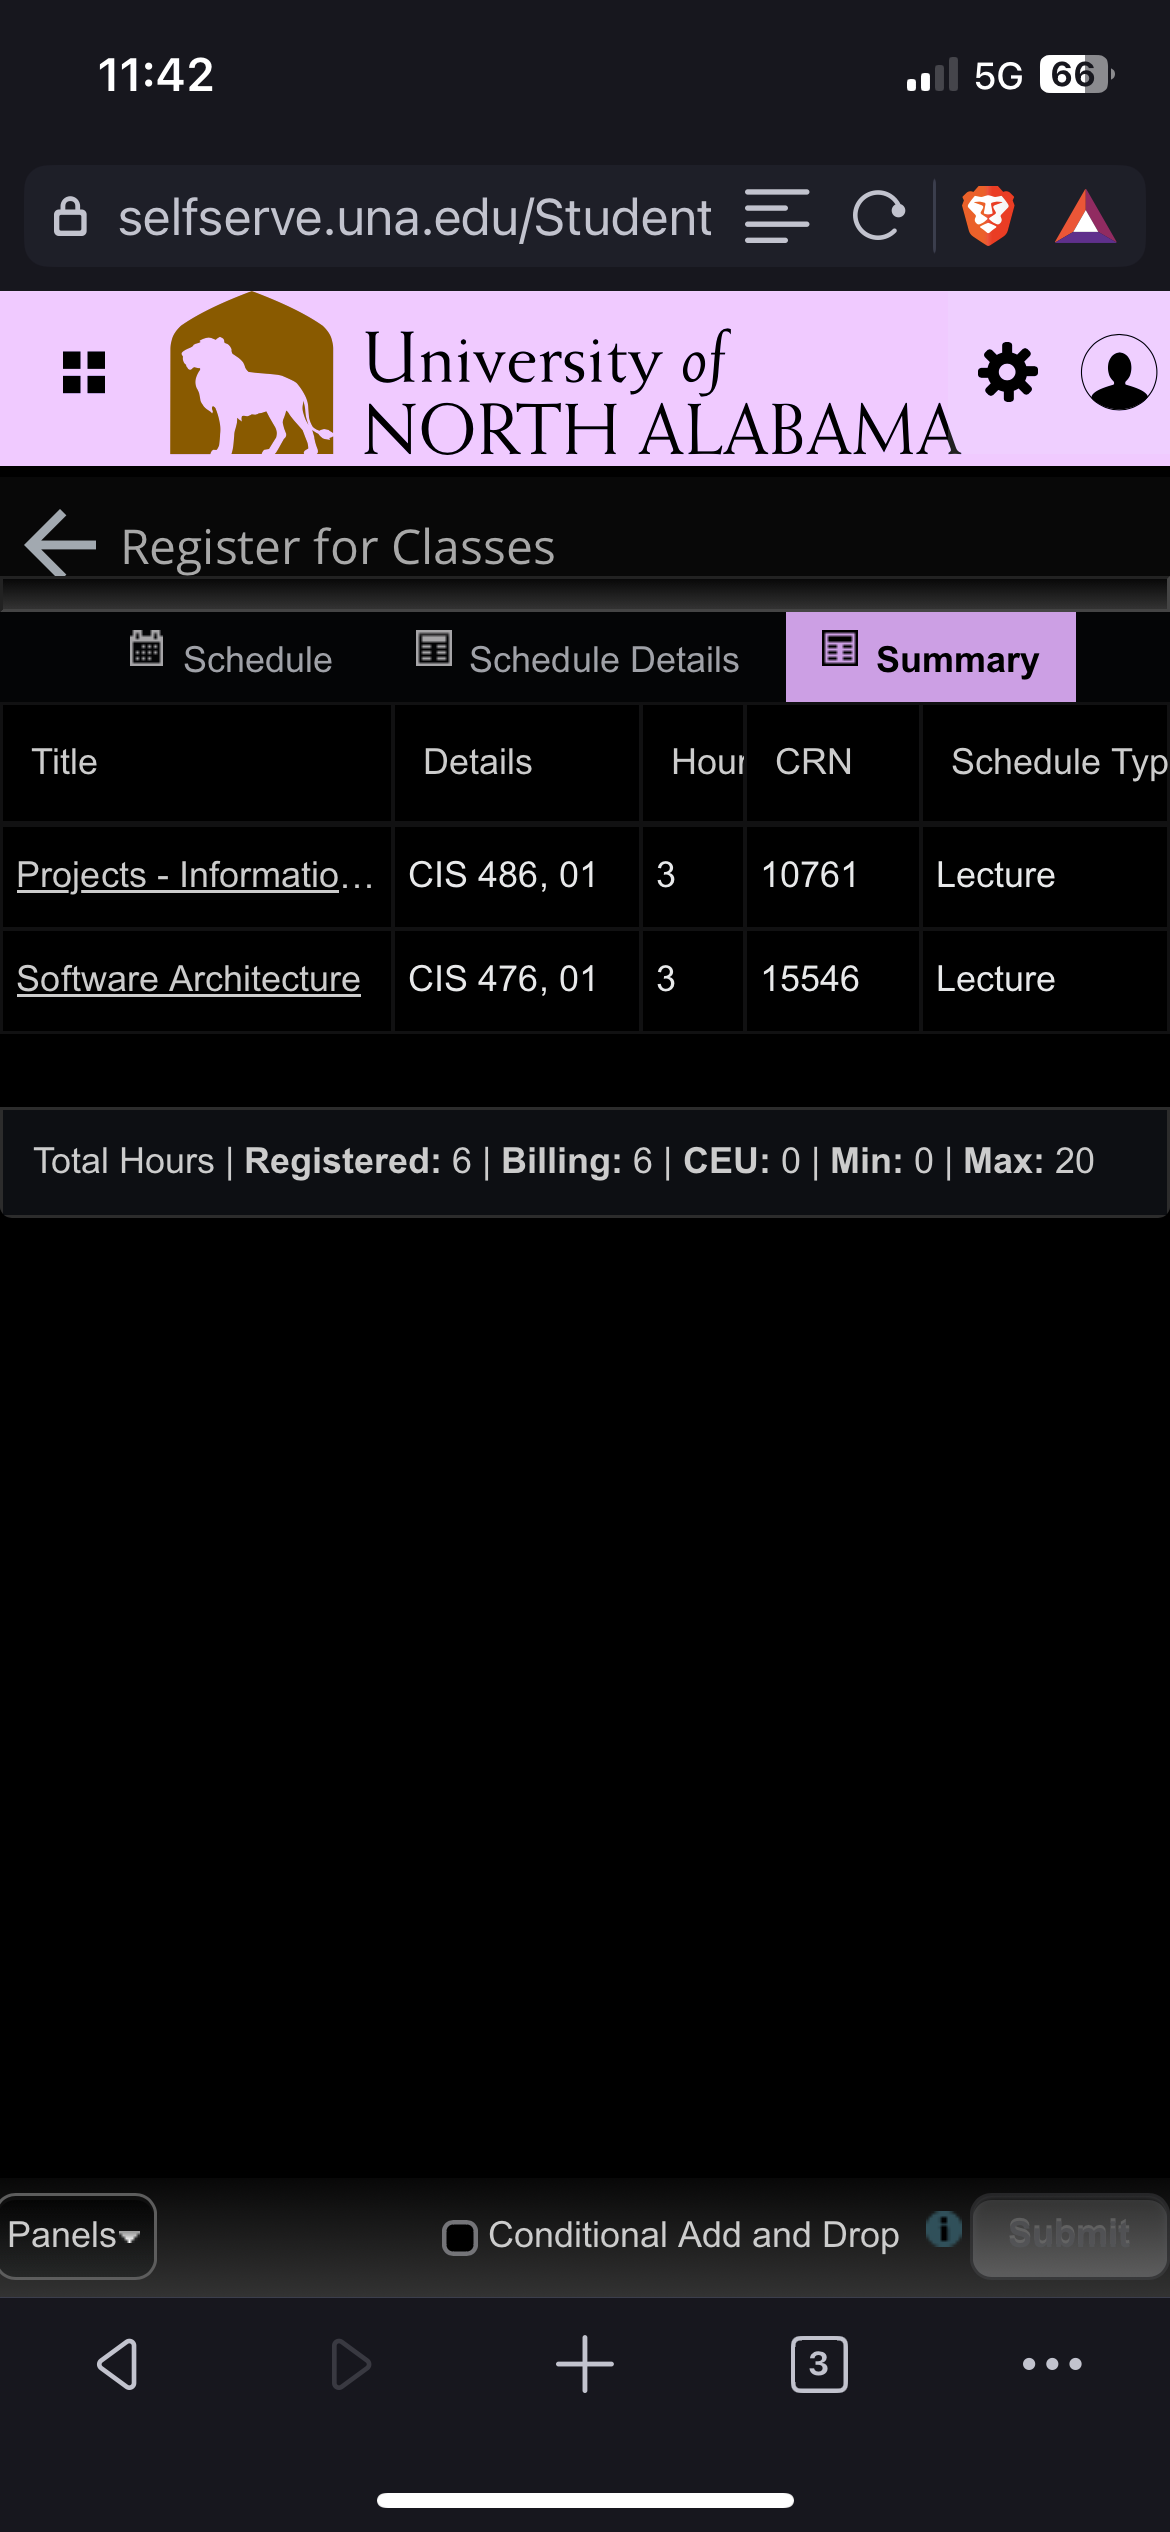 11:42 5G 66
selfserve.una.edu/Student
University of
NORTH ALABAMA
Register for Classes
Schedule Schedule Details Summary
Title Details Hour CRN Schedule Typ
Projects - Informatio... CIS 486, 01 3 10761 Lecture
Software Architecture CIS 476, 01 3 15546 Lecture
Total Hours | Registered: 6 | Billing: 6 | CEU: 0 | Min: 0 | Max: 20
Panels Conditional Add and Drop i Submit
3